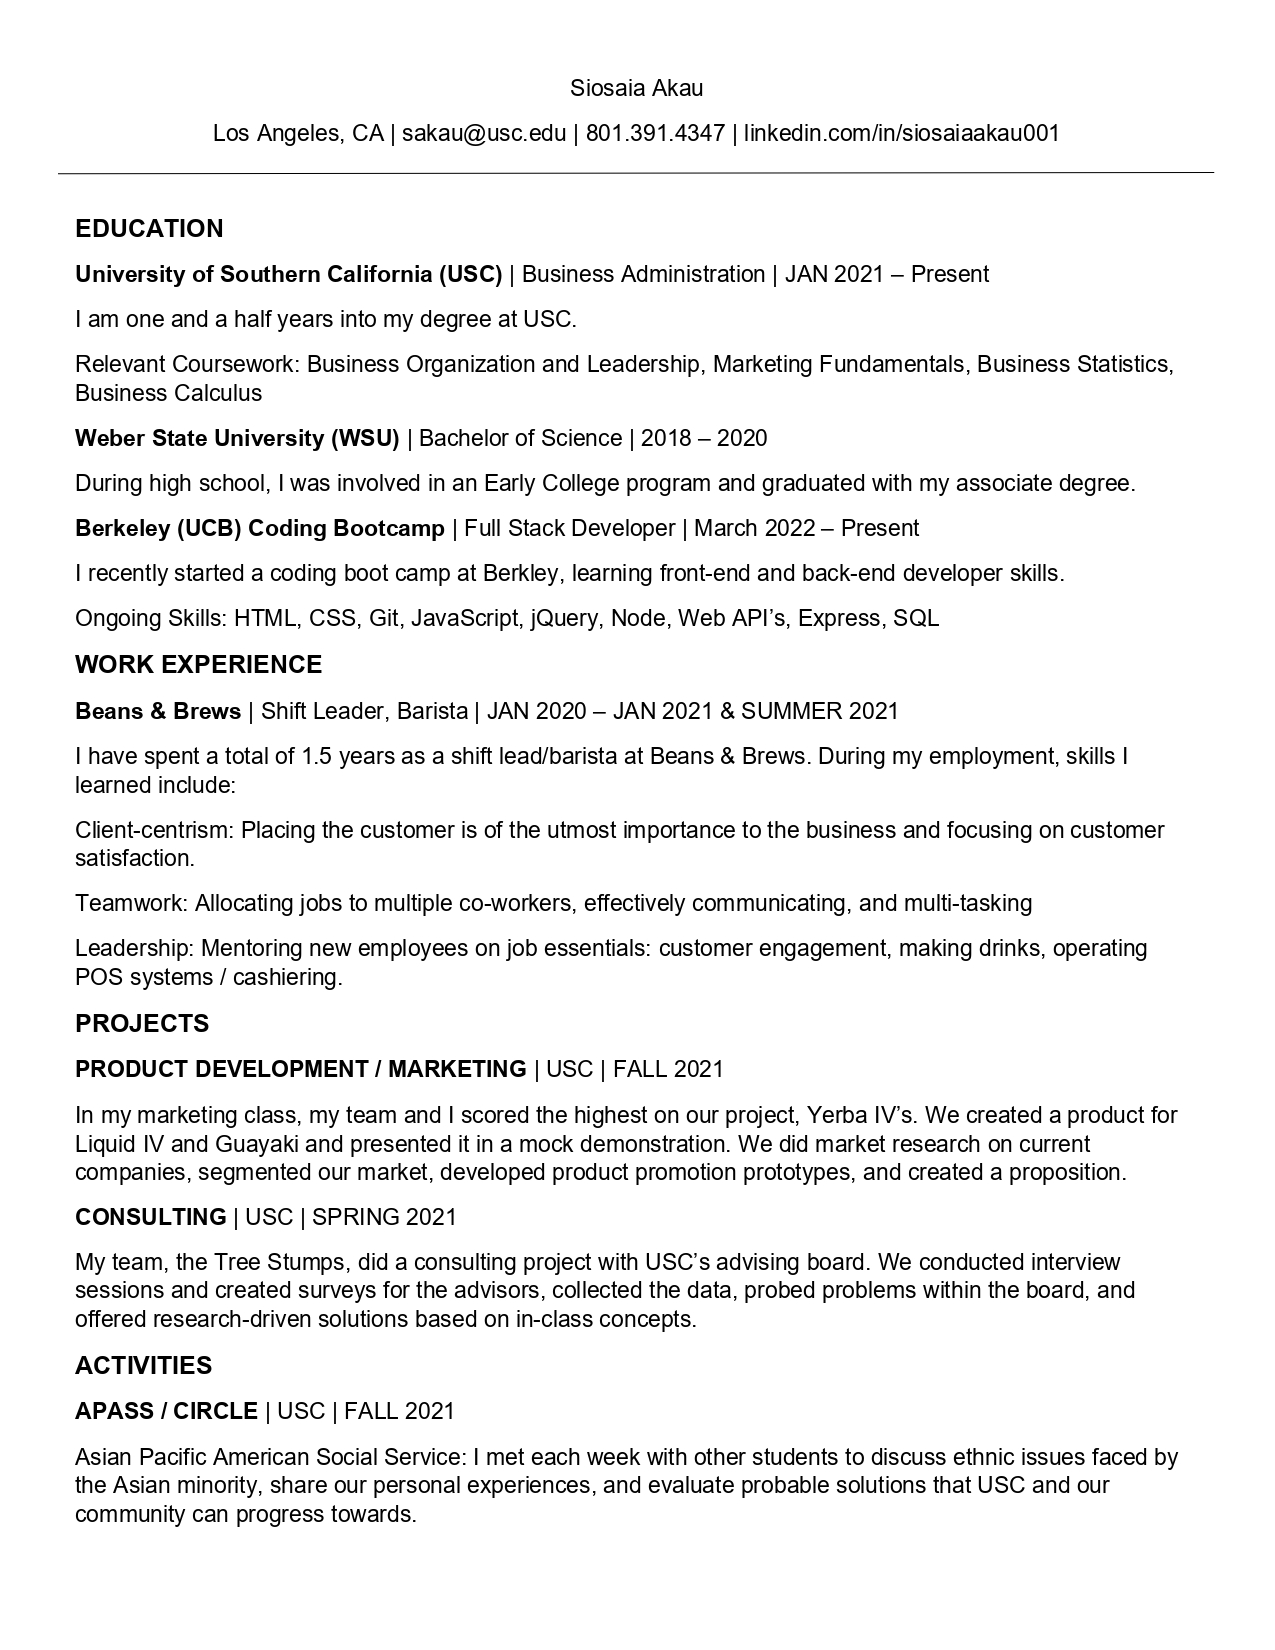 Siosaia Akau
Los Angeles, CA | sakau@usc.edu | 801.391.4347 | linkedin.com/in/siosaiaakau001
EDUCATION
University of Southern California (USC) | Business Administration | JAN 2021 – Present
I am one and a half years into my degree at USC.
Relevant Coursework: Business Organization and Leadership, Marketing Fundamentals, Business Statistics,
Business Calculus
Weber State University (WSU) | Bachelor of Science | 2018 – 2020
During high school, I was involved in an Early College program and graduated with my associate degree.
Berkeley (UCB) Coding Bootcamp | Full Stack Developer | March 2022 – Present
I recently started a coding boot camp at Berkley, learning front-end and back-end developer skills.
Ongoing Skills: HTML, CSS, Git, JavaScript, jQuery, Node, Web API’s, Express, SQL
WORK EXPERIENCE
Beans & Brews | Shift Leader, Barista | JAN 2020 – JAN 2021 & SUMMER 2021
I have spent a total of 1.5 years as a shift lead/barista at Beans & Brews. During my employment, skills I
learned include:
Client-centrism: Placing the customer is of the utmost importance to the business and focusing on customer
satisfaction.
Teamwork: Allocating jobs to multiple co-workers, effectively communicating, and multi-tasking
Leadership: Mentoring new employees on job essentials: customer engagement, making drinks, operating
POS systems / cashiering.
PROJECTS
PRODUCT DEVELOPMENT / MARKETING | USC | FALL 2021
In my marketing class, my team and I scored the highest on our project, Yerba IV’s. We created a product for
Liquid IV and Guayaki and presented it in a mock demonstration. We did market research on current
companies, segmented our market, developed product promotion prototypes, and created a proposition.
CONSULTING | USC | SPRING 2021
My team, the Tree Stumps, did a consulting project with USC’s advising board. We conducted interview
sessions and created surveys for the advisors, collected the data, probed problems within the board, and
offered research-driven solutions based on in-class concepts.
ACTIVITIES
APASS / CIRCLE | USC | FALL 2021
Asian Pacific American Social Service: I met each week with other students to discuss ethnic issues faced by
the Asian minority, share our personal experiences, and evaluate probable solutions that USC and our
community can progress towards.